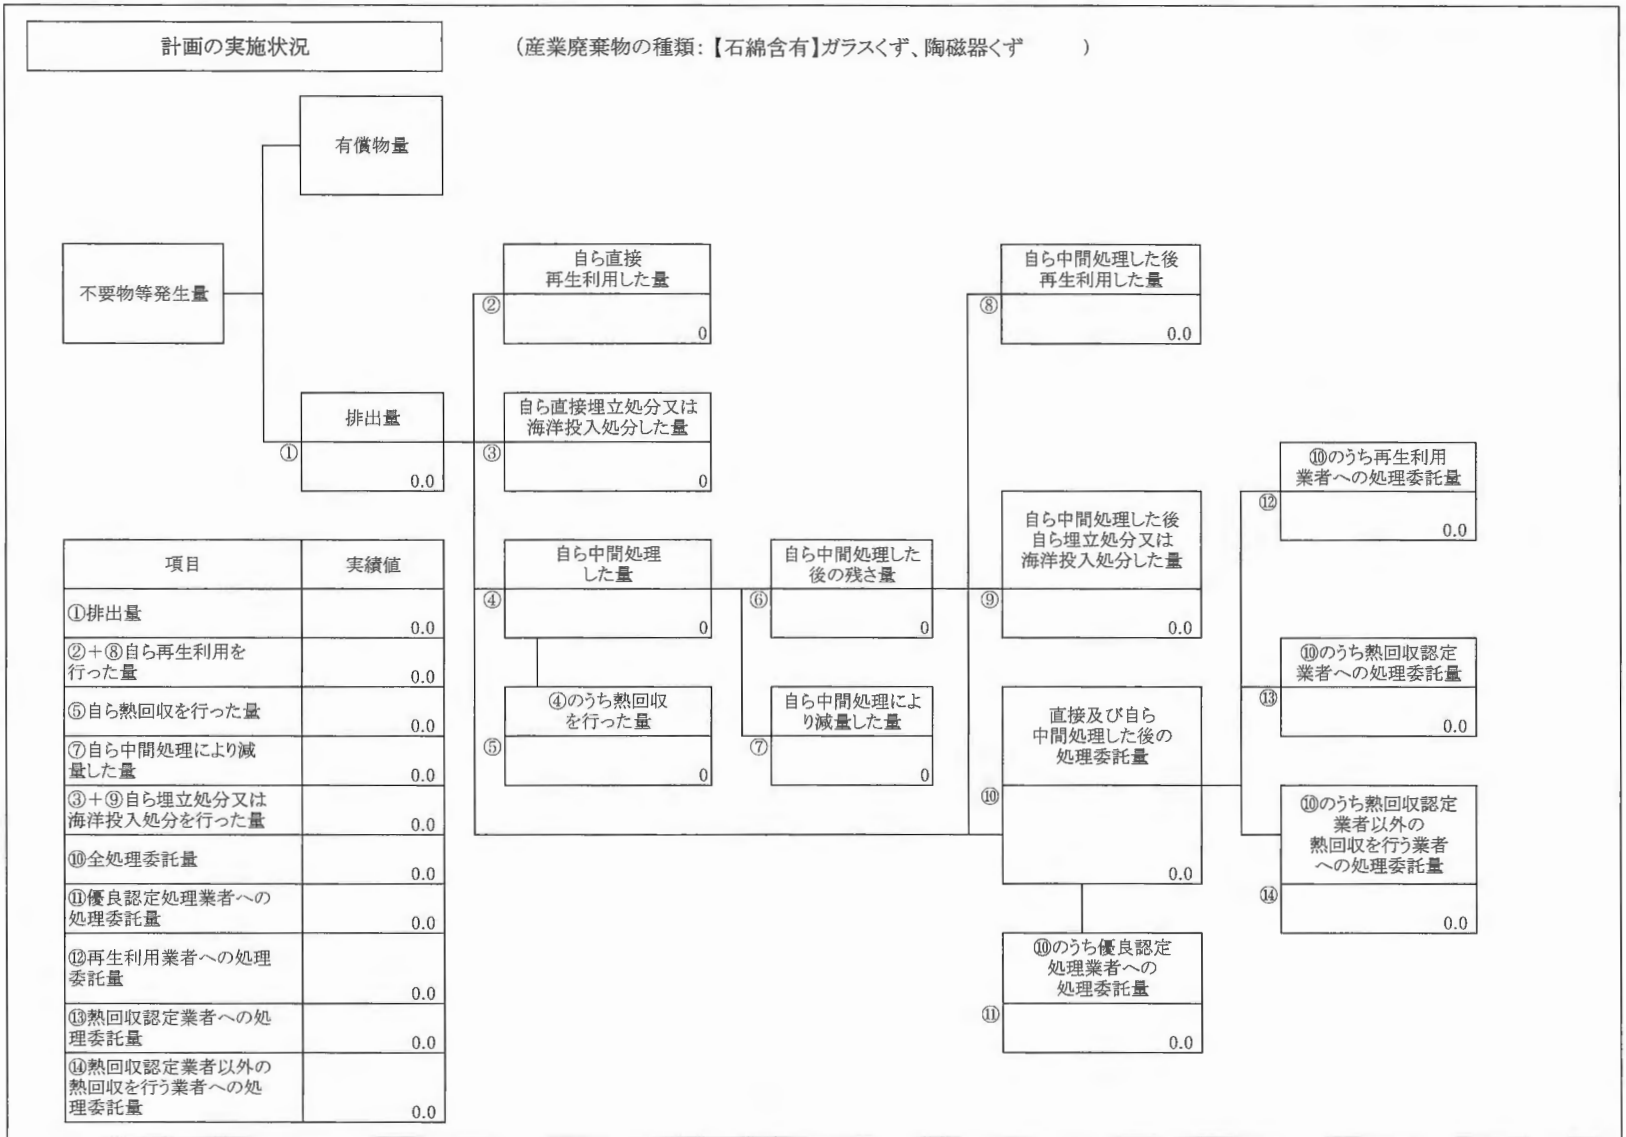 計画の実施状況
（産業廃棄物の種類：【石綿含有】ガラスくず、陶磁器くず　　　）
有償物量
不要物等発生量
自ら直接
再生利用した量
②
0
自ら中間処理した後
再生利用した量
⑧
0.0
排出量
①
0.0
自ら直接埋立処分又は
海洋投入処分した量
③
0
⑩のうち再生利用
業者への処理委託量
⑫
0.0
自ら中間処理
した量
④
0
自ら中間処理した
後の残さ量
⑥
0
自ら中間処理した後
自ら埋立処分又は
海洋投入処分した量
⑨
0.0
⑩のうち熱回収認定
業者への処理委託量
⑬
0.0
④のうち熱回収
を行った量
⑤
0
自ら中間処理によ
り減量した量
⑦
0
直接及び自ら
中間処理した後の
処理委託量
⑩
0.0
⑩のうち熱回収認定
業者以外の
熱回収を行う業者
への処理委託量
⑭
0.0
⑩のうち優良認定
処理業者への
処理委託量
⑪
0.0
項目 実績値
①排出量
0.0
②＋⑧自ら再生利用を
行った量
0.0
⑤自ら熱回収を行った量
0.0
⑦自ら中間処理により減
量した量
0.0
③＋⑨自ら埋立処分又は
海洋投入処分を行った量
0.0
⑩全処理委託量
0.0
⑪優良認定処理業者への
処理委託量
0.0
⑫再生利用業者への処理
委託量
0.0
⑬熱回収認定業者への処
理委託量
0.0
⑭熱回収認定業者以外の
熱回収を行う業者への処
理委託量
0.0